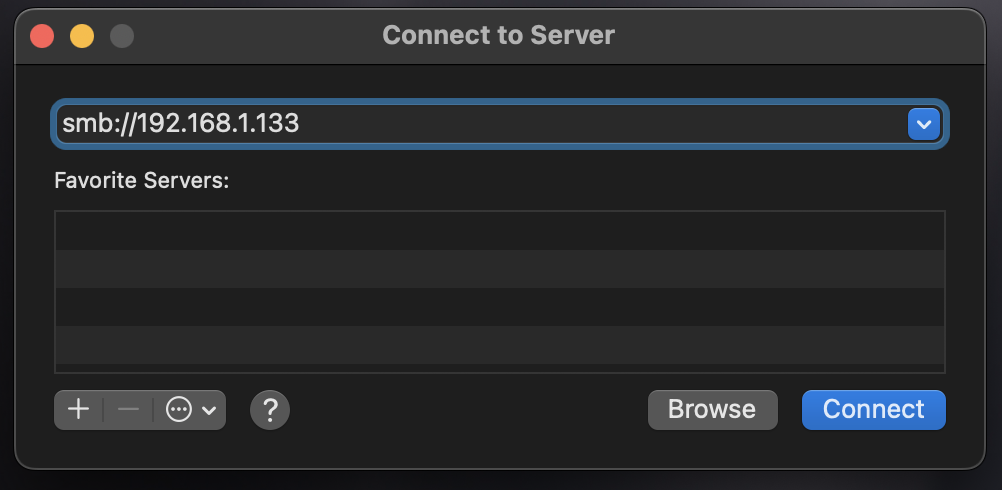 Connect to Server
smb://192.168.1.133
Favorite Servers:
?
Browse
Connect